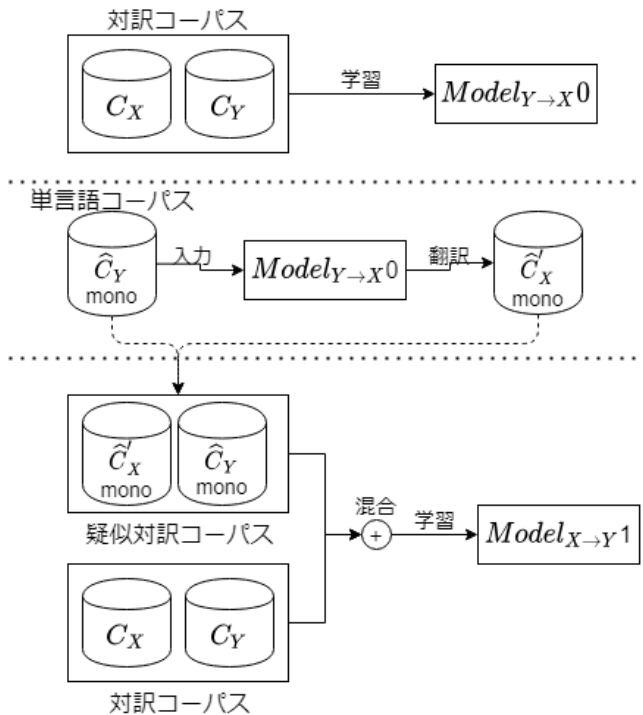 対訳コーパス
C_X C_Y
学習
Model_{Y→X}0
単言語コーパス
Ĉ_Y
mono
入力
Model_{Y→X}0
翻訳
Ĉ'_X
mono
Ĉ'_X
mono
Ĉ_Y
mono
疑似対訳コーパス
混合
+
学習
Model_{X→Y}1
C_X C_Y
対訳コーパス